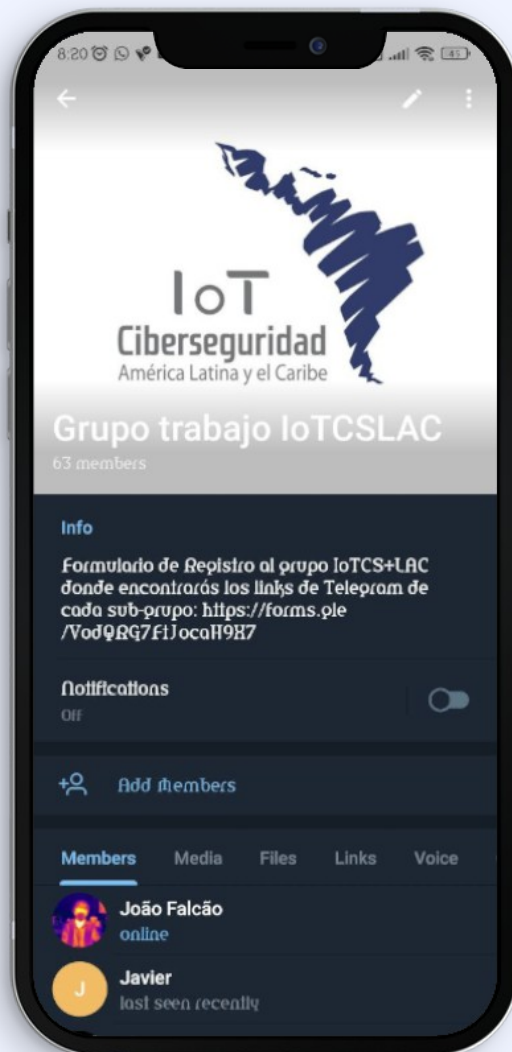 8:20
45
IoT
Ciberseguridad
América Latina y el Caribe
Grupo trabajo IoTCSLAC
63 members
Info
Formulario de Registro al grupo IoTCS+LAC
donde encontrarás los links de Telegram de
cada sub-grupo: https://forms.gle
Notifications
Off
Add Members
Members Media Files Links Voice
João Falcão
online
J
Javier
last seen recently